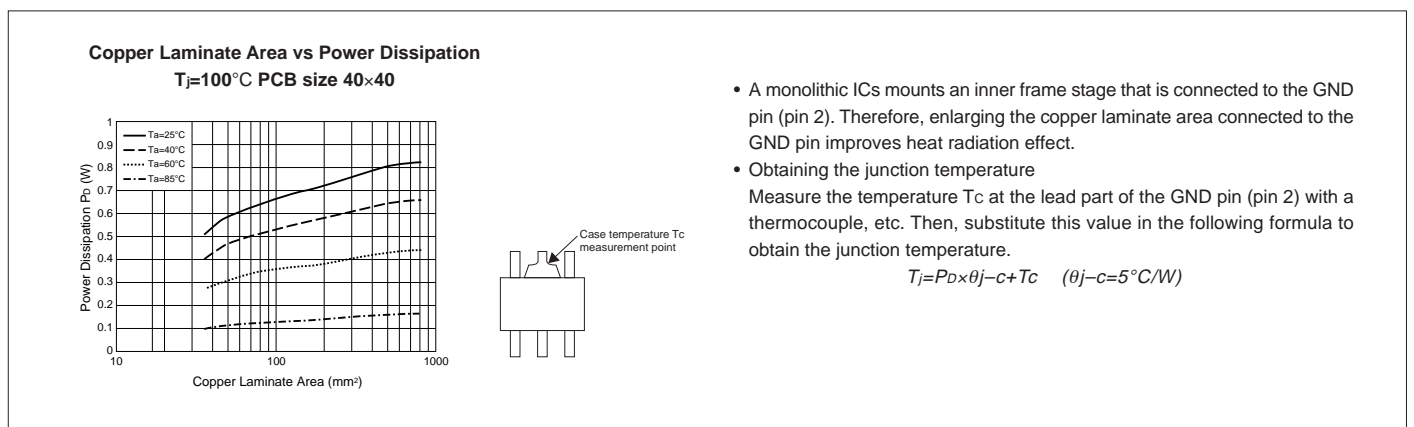 Copper Laminate Area vs Power Dissipation
Tj=100°C PCB size 40×40
Power Dissipation PD (W)
1
0.9
0.8
0.7
0.6
0.5
0.4
0.3
0.2
0.1
0
Ta=25°C
Ta=40°C
Ta=60°C
Ta=85°C
10
100
1000
Copper Laminate Area (mm²)
Case temperature Tc
measurement point
• A monolithic ICs mounts an inner frame stage that is connected to the GND
pin (pin 2). Therefore, enlarging the copper laminate area connected to the
GND pin improves heat radiation effect.
• Obtaining the junction temperature
Measure the temperature TC at the lead part of the GND pin (pin 2) with a
thermocouple, etc. Then, substitute this value in the following formula to
obtain the junction temperature.
Tj=PD×θj–c+Tc (θj–c=5°C/W)